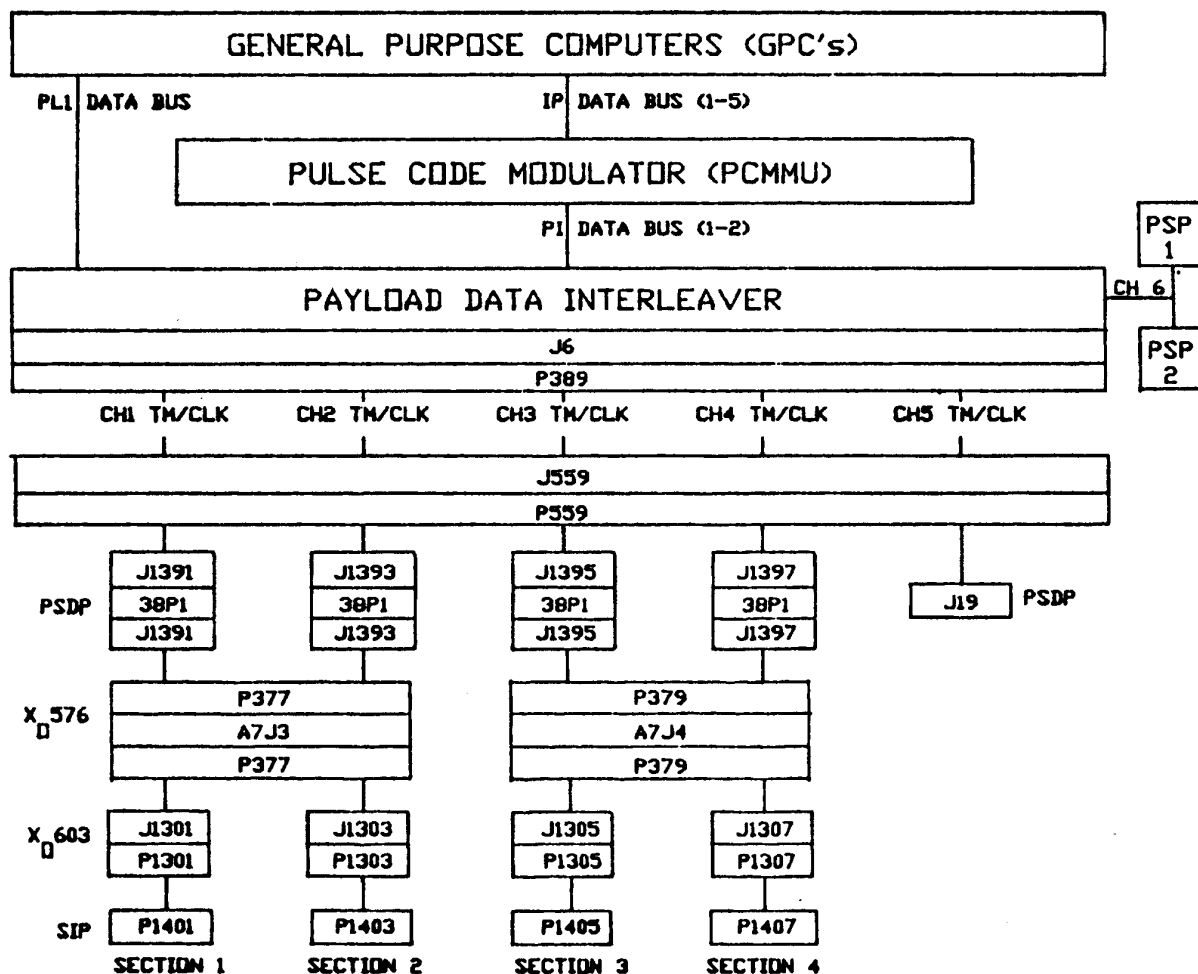 GENERAL PURPOSE COMPUTERS (GPC's)
PL1 DATA BUS
IP DATA BUS (1-5)
PULSE CODE MODULATOR (PCMMU)
PI DATA BUS (1-2)
PSP
1
PAYLOAD DATA INTERLEAVER
CH 6
J6
PSP
2
P389
CH1 TM/CLK CH2 TM/CLK CH3 TM/CLK CH4 TM/CLK CH5 TM/CLK
J559
P559
J1391 J1393 J1395 J1397
PSDP 38P1 38P1 38P1 38P1 J19 PSDP
J1391 J1393 J1395 J1397
P377 P379
XO576 A7J3 A7J4
P377 P379
XO603 J1301 J1303 J1305 J1307
P1301 P1303 P1305 P1307
SIP P1401 P1403 P1405 P1407
SECTION 1 SECTION 2 SECTION 3 SECTION 4